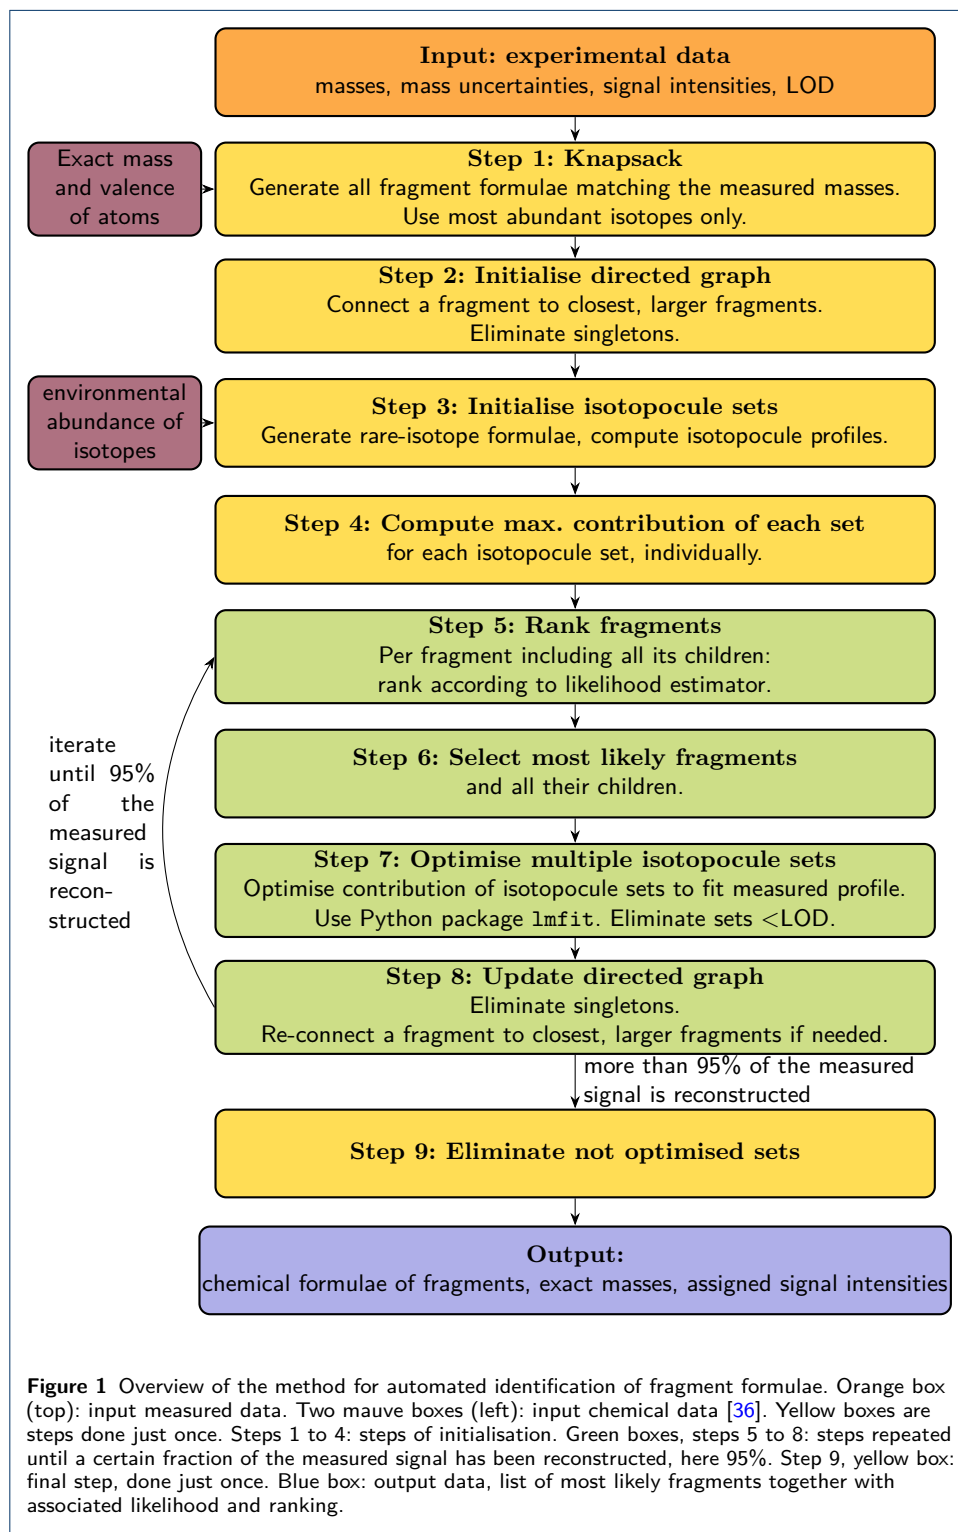 Input: experimental data
masses, mass uncertainties, signal intensities, LOD
Exact mass
and valence
of atoms
Step 1: Knapsack
Generate all fragment formulae matching the measured masses.
Use most abundant isotopes only.
Step 2: Initialise directed graph
Connect a fragment to closest, larger fragments.
Eliminate singletons.
environmental
abundance of
isotopes
Step 3: Initialise isotopocule sets
Generate rare-isotope formulae, compute isotopocule profiles.
Step 4: Compute max. contribution of each set
for each isotopocule set, individually.
Step 5: Rank fragments
Per fragment including all its children:
rank according to likelihood estimator.
iterate
until 95%
of the
measured
signal is
recon-
structed
Step 6: Select most likely fragments
and all their children.
Step 7: Optimise multiple isotopocule sets
Optimise contribution of isotopocule sets to fit measured profile.
Use Python package lmfit. Eliminate sets <LOD.
Step 8: Update directed graph
Eliminate singletons.
Re-connect a fragment to closest, larger fragments if needed.
more than 95% of the measured
signal is reconstructed
Step 9: Eliminate not optimised sets
Output:
chemical formulae of fragments, exact masses, assigned signal intensities
Figure 1 Overview of the method for automated identification of fragment formulae. Orange box
(top): input measured data. Two mauve boxes (left): input chemical data [36]. Yellow boxes are
steps done just once. Steps 1 to 4: steps of initialisation. Green boxes, steps 5 to 8: steps repeated
until a certain fraction of the measured signal has been reconstructed, here 95%. Step 9, yellow box:
final step, done just once. Blue box: output data, list of most likely fragments together with
associated likelihood and ranking.